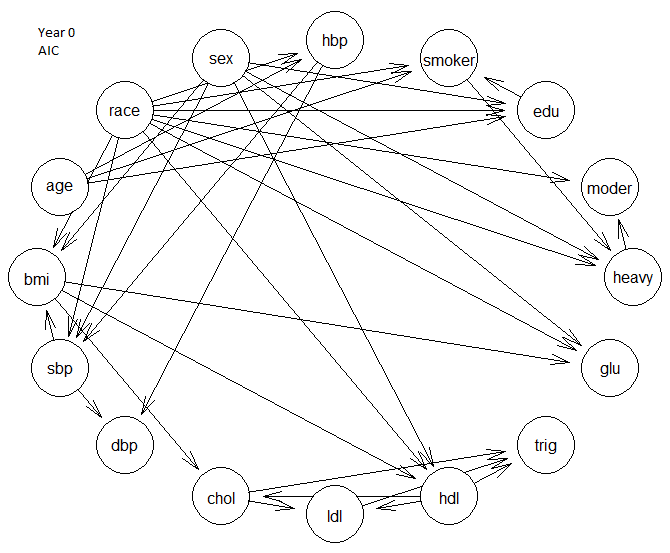 Year 0
AIC
hbp
sex
smoker
race
edu
age
moder
bmi
heavy
sbp
glu
dbp
trig
chol
hdl
ldl